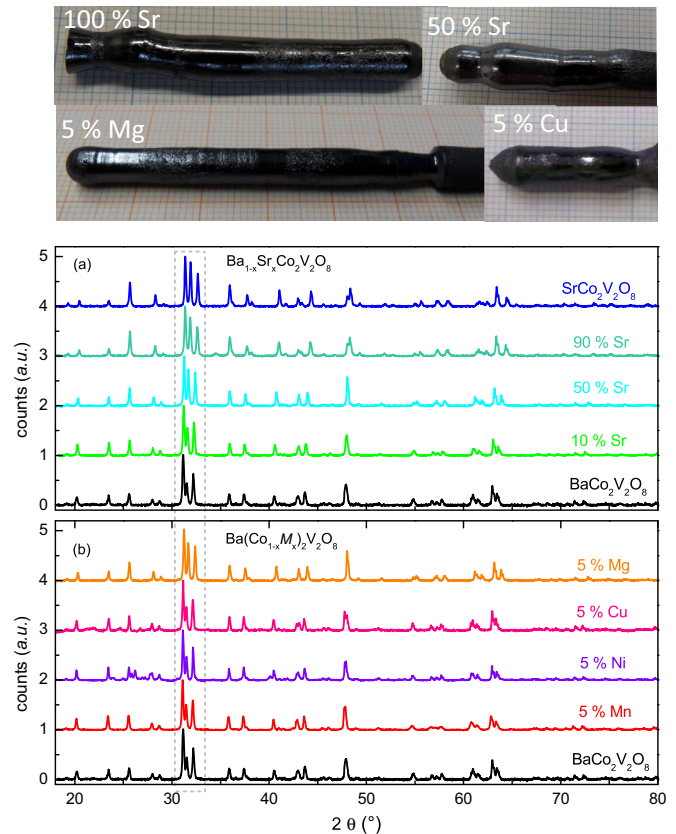 100 % Sr
50 % Sr
5 % Mg
5 % Cu
(a)
Ba₁₋ₓSrₓCo₂V₂O₈
SrCo₂V₂O₈
90 % Sr
50 % Sr
10 % Sr
BaCo₂V₂O₈
5
4
3
2
1
0
counts (a.u.)
(b)
Ba(Co₁₋ₓMₓ)₂V₂O₈
5 % Mg
5 % Cu
5 % Ni
5 % Mn
BaCo₂V₂O₈
5
4
3
2
1
0
counts (a.u.)
20 30 40 50 60 70 80
2 θ (°)